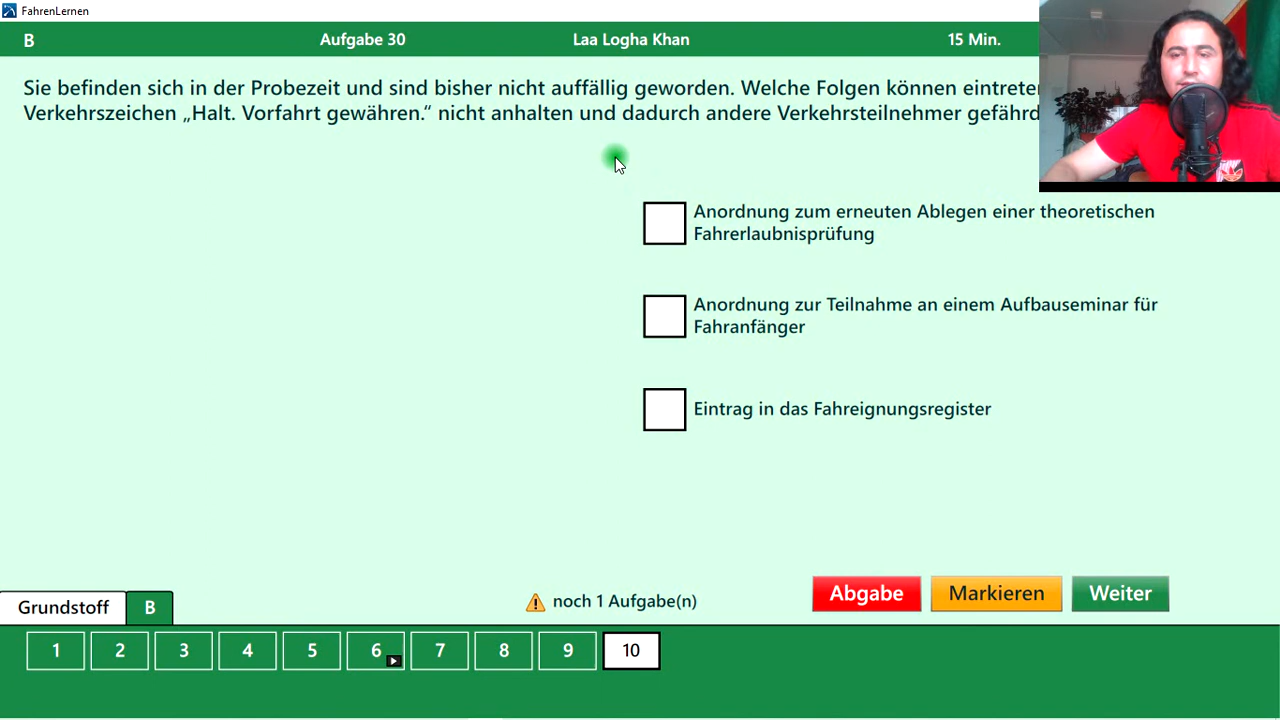 FahrenLernen
B Aufgabe 30 Laa Logha Khan 15 Min.
Sie befinden sich in der Probezeit und sind bisher nicht auffällig geworden. Welche Folgen können
Verkehrszeichen „Halt. Vorfahrt gewähren.“ nicht anhalten und dadurch andere Verkehrsteilnehmer
Anordnung zum erneuten Ablegen einer theoretischen
Fahrerlaubnisprüfung
Anordnung zur Teilnahme an einem Aufbauseminar für
Fahranfänger
Eintrag in das Fahreignungsregister
Abgabe Markieren Weiter
Grundstoff B noch 1 Aufgabe(n)
1 2 3 4 5 6 7 8 9 10